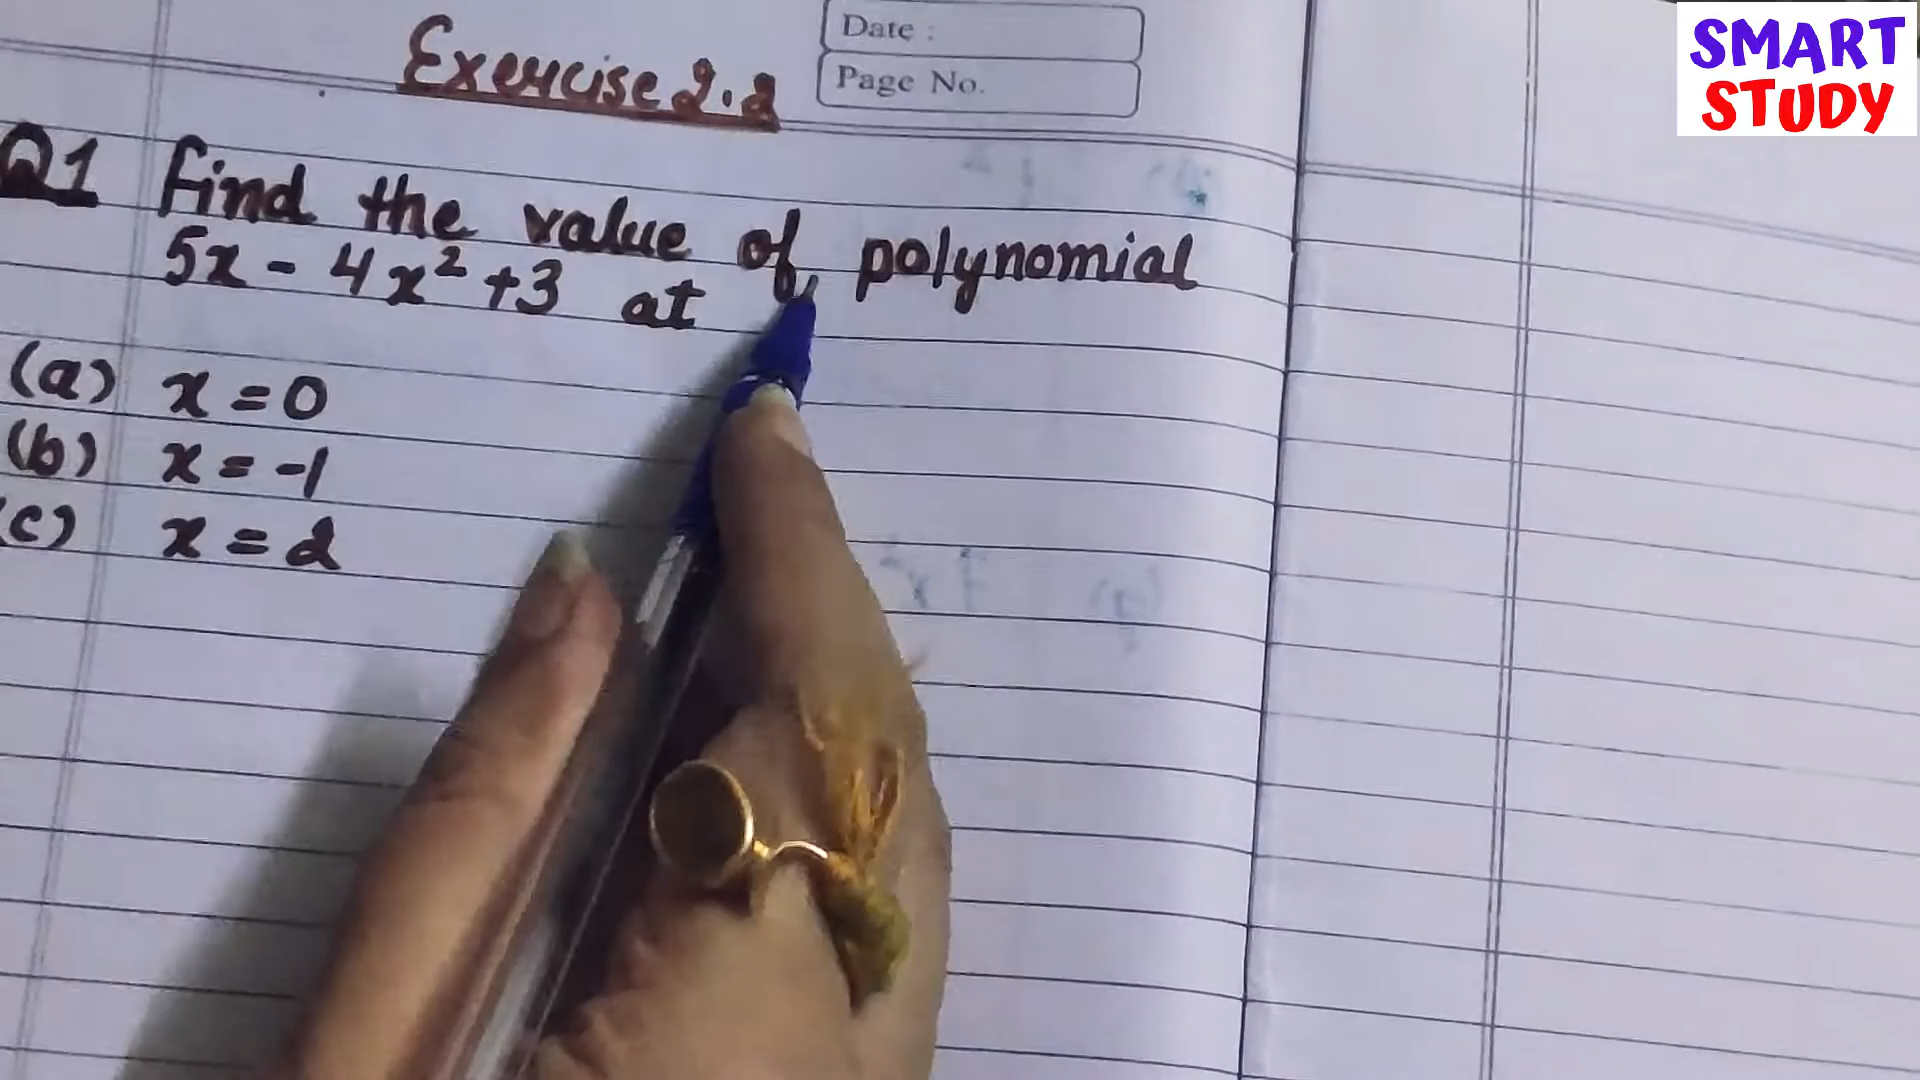 Date :
Page No.
SMART
STUDY
Exercise 2.2
Q1 Find the value of polynomial
5x - 4x² +3 at
(a) x = 0
(b) x = -1
(c) x = 2